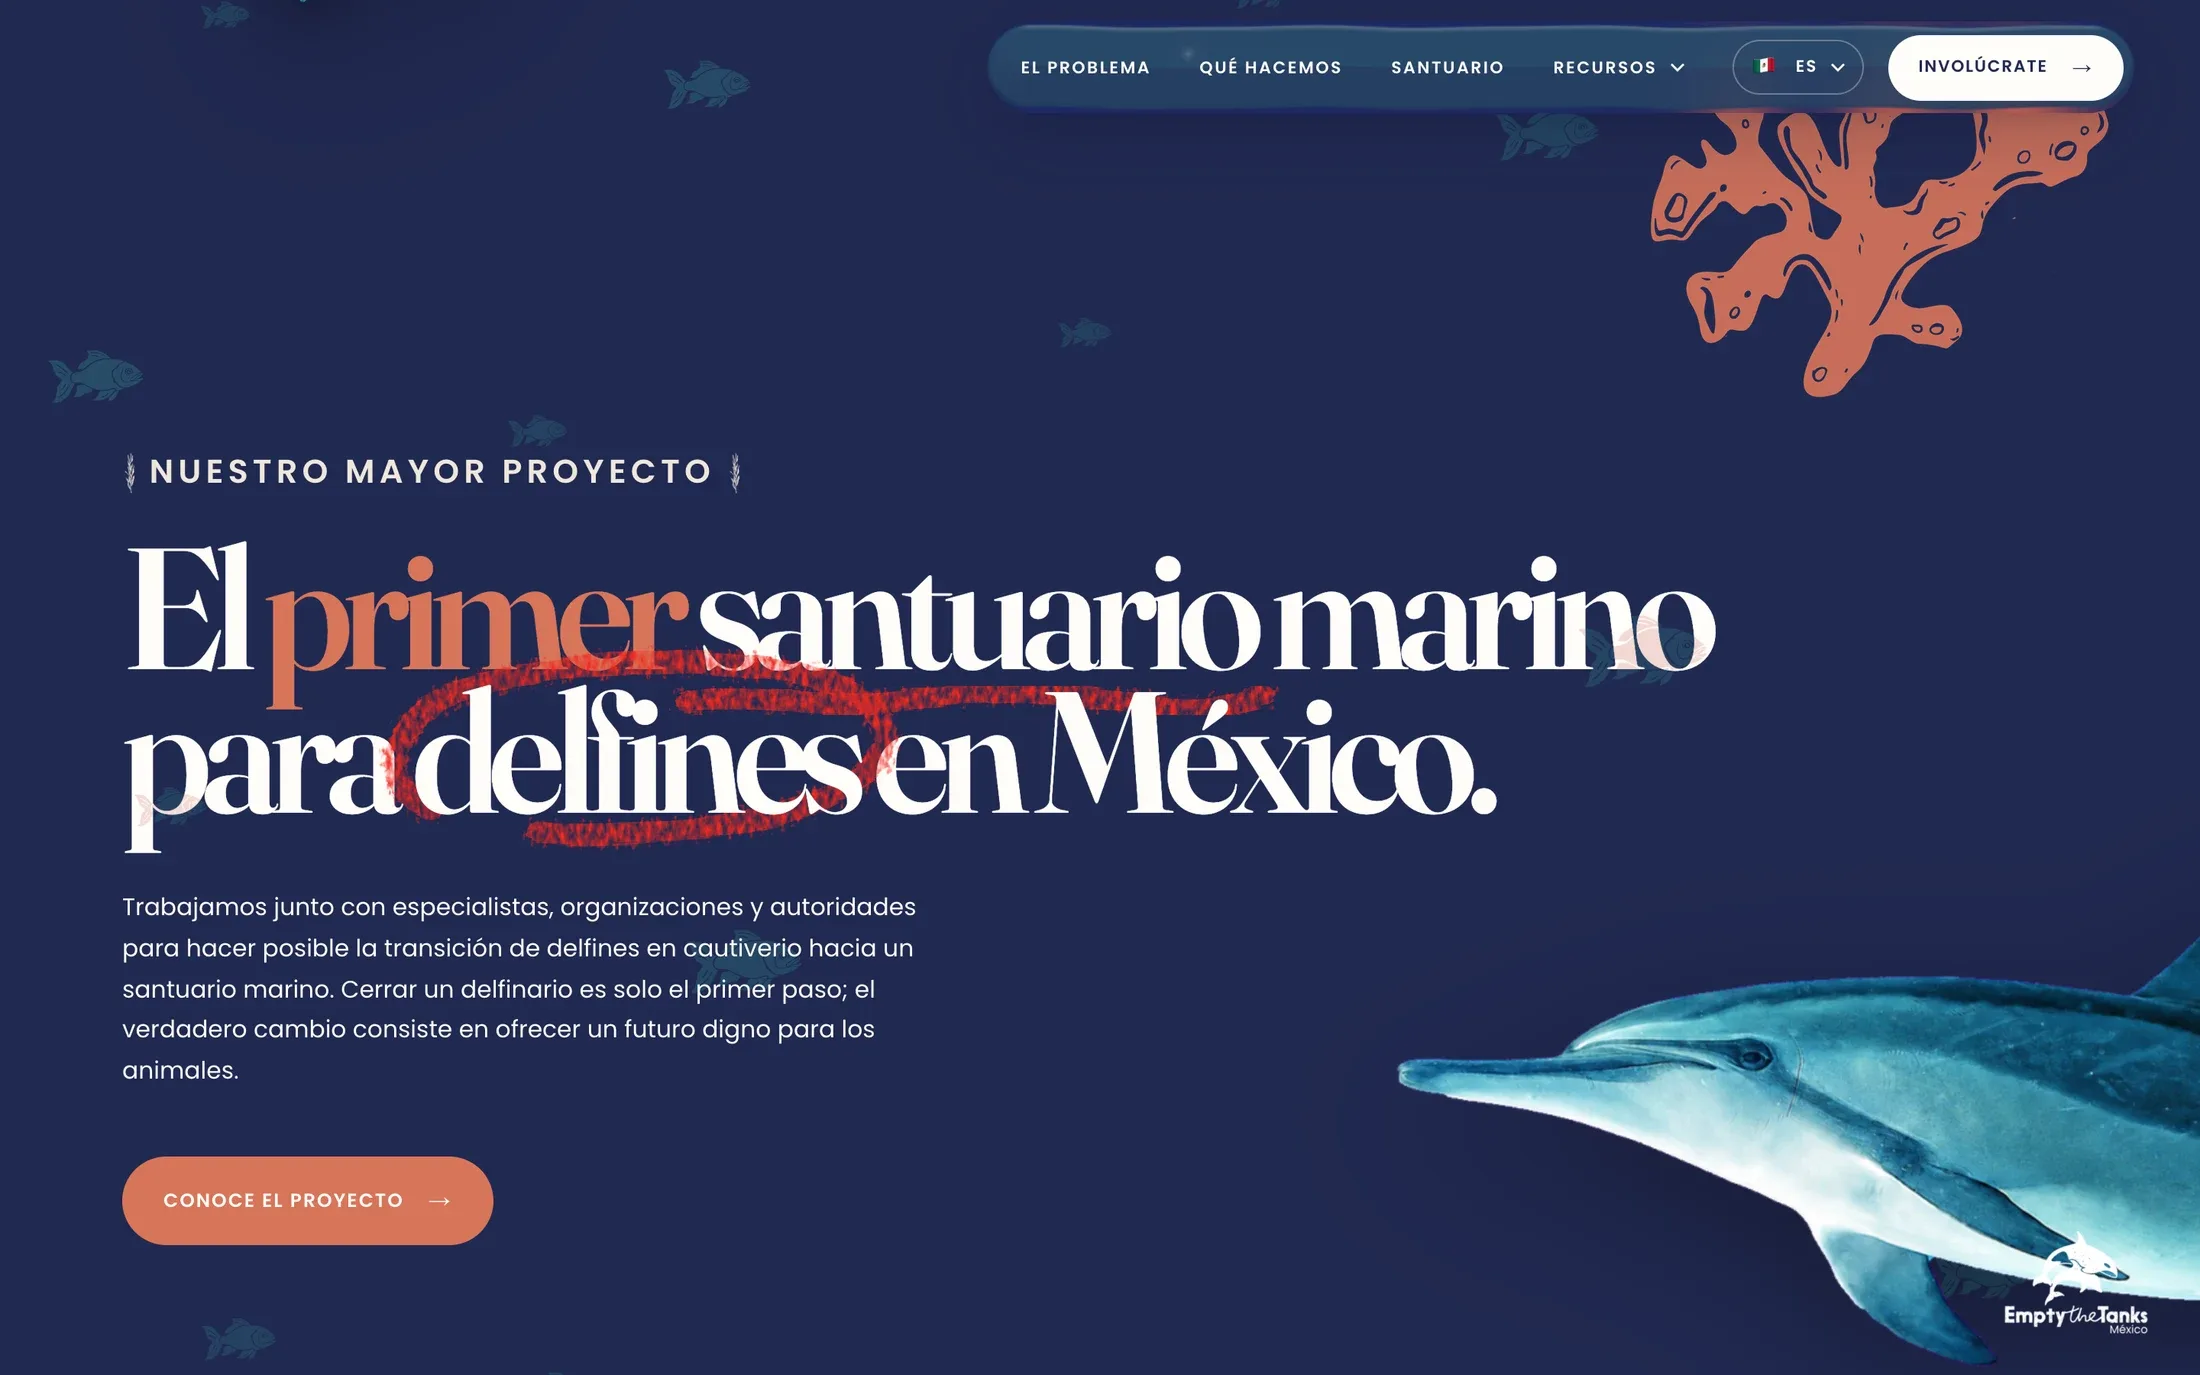 EL PROBLEMA QUÉ HACEMOS SANTUARIO RECURSOS ES INVOLÚCRATE →
NUESTRO MAYOR PROYECTO
El primer santuario marino
para delfines en México.
Trabajamos junto con especialistas, organizaciones y autoridades
para hacer posible la transición de delfines en cautiverio hacia un
santuario marino. Cerrar un delfinario es solo el primer paso; el
verdadero cambio consiste en ofrecer un futuro digno para los
animales.
CONOCE EL PROYECTO →
Empty the Tanks
México